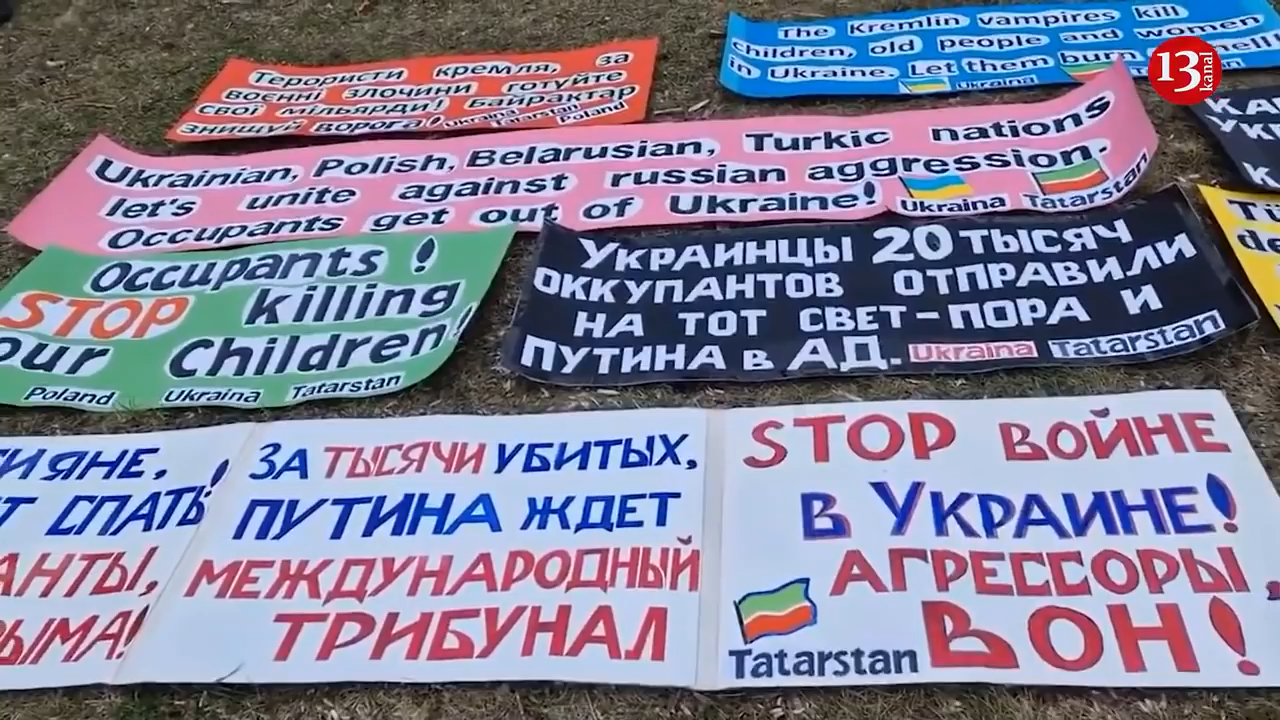 The Kremlin vampires kill
children, old people and women
in Ukraine. Let them burn
Ukraina
13
kanal
Терористи кремля, за
воєнні злочини готуйте
свої мільярди! Байрактар
знищуй ворога! Ukraina
Tatarstan
Poland
Ukrainian, Polish, Belarusian, Turkic nations
let's unite against russian aggression.
Occupants get out of Ukraine!
Ukraina Tatarstan
Occupants!
STOP killing
our Children!
Poland Ukraina Tatarstan
Украинцы 20 тысяч
оккупантов отправили
на тот свет-пора и
Путина в ад. Ukraina Tatarstan
За тысячи убитых,
Путина ждет
международный
трибунал
STOP войне
в Украине!
Агрессоры,
вон!
Tatarstan
спать!